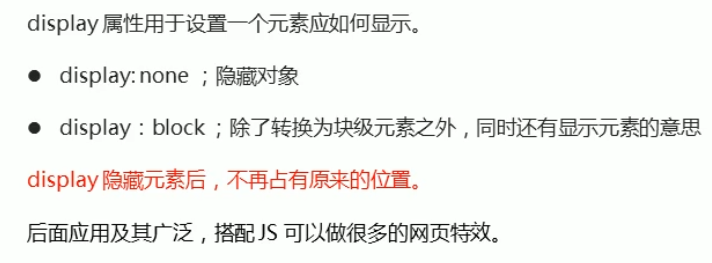 display 属性用于设置一个元素应如何显示。
● display: none ；隐藏对象
● display：block ；除了转换为块级元素之外，同时还有显示元素的意思
display 隐藏元素后，不再占有原来的位置。
后面应用及其广泛，搭配 JS 可以做很多的网页特效。